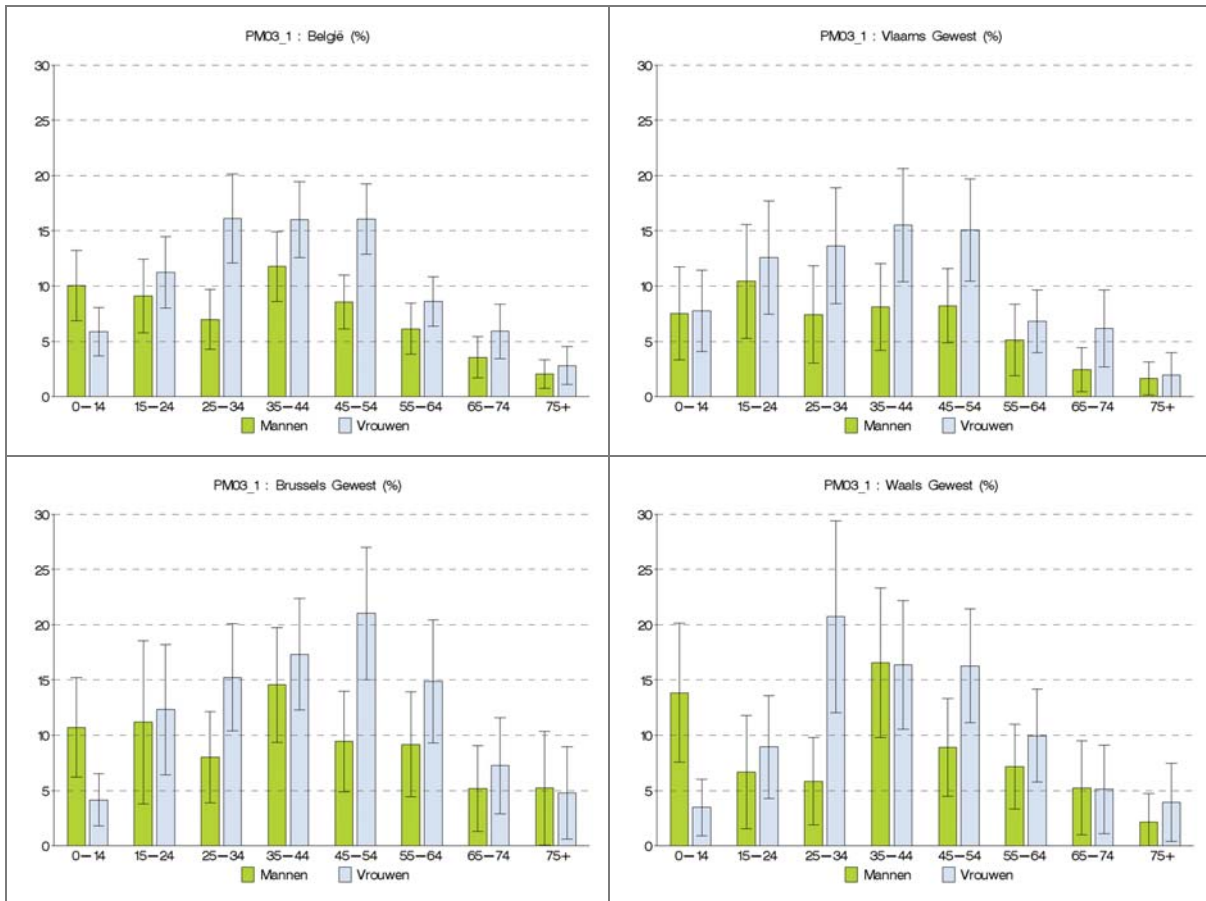 PM03_1 : België (%)
30
25
20
15
10
5
0
0-14 15-24 25-34 35-44 45-54 55-64 65-74 75+
Mannen Vrouwen
PM03_1 : Vlaams Gewest (%)
30
25
20
15
10
5
0
0-14 15-24 25-34 35-44 45-54 55-64 65-74 75+
Mannen Vrouwen
PM03_1 : Brussels Gewest (%)
30
25
20
15
10
5
0
0-14 15-24 25-34 35-44 45-54 55-64 65-74 75+
Mannen Vrouwen
PM03_1 : Waals Gewest (%)
30
25
20
15
10
5
0
0-14 15-24 25-34 35-44 45-54 55-64 65-74 75+
Mannen Vrouwen